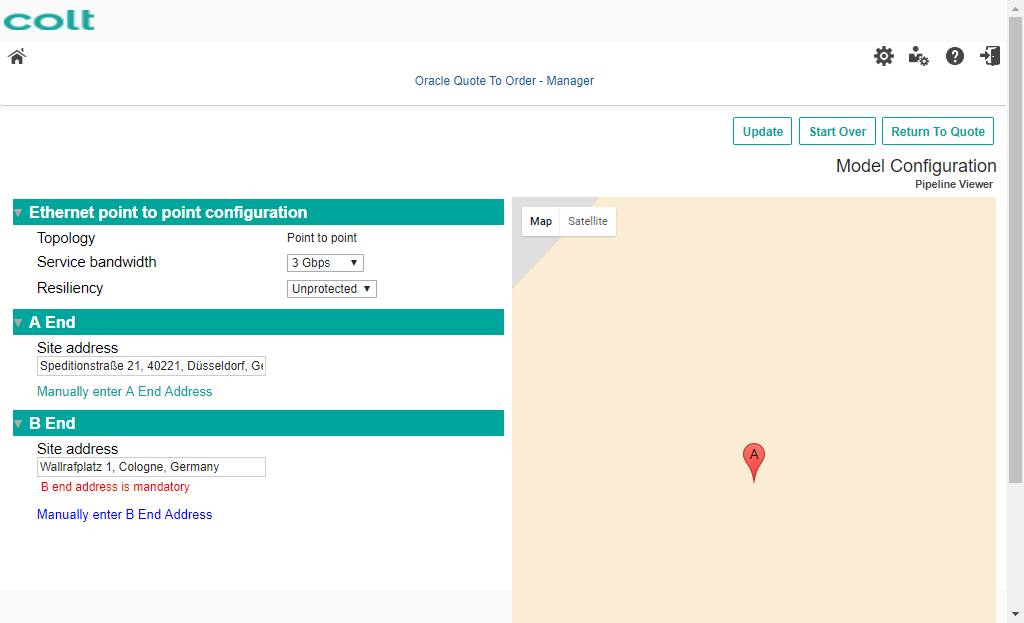 colt
Oracle Quote To Order - Manager
Update
Start Over
Return To Quote
Model Configuration
Pipeline Viewer
Ethernet point to point configuration
Topology
Point to point
Service bandwidth
3 Gbps
Resiliency
Unprotected
A End
Site address
Speditionstraße 21, 40221, Düsseldorf, Ge
Manually enter A End Address
B End
Site address
Wallrafplatz 1, Cologne, Germany
B end address is mandatory
Manually enter B End Address
Map
Satellite
A